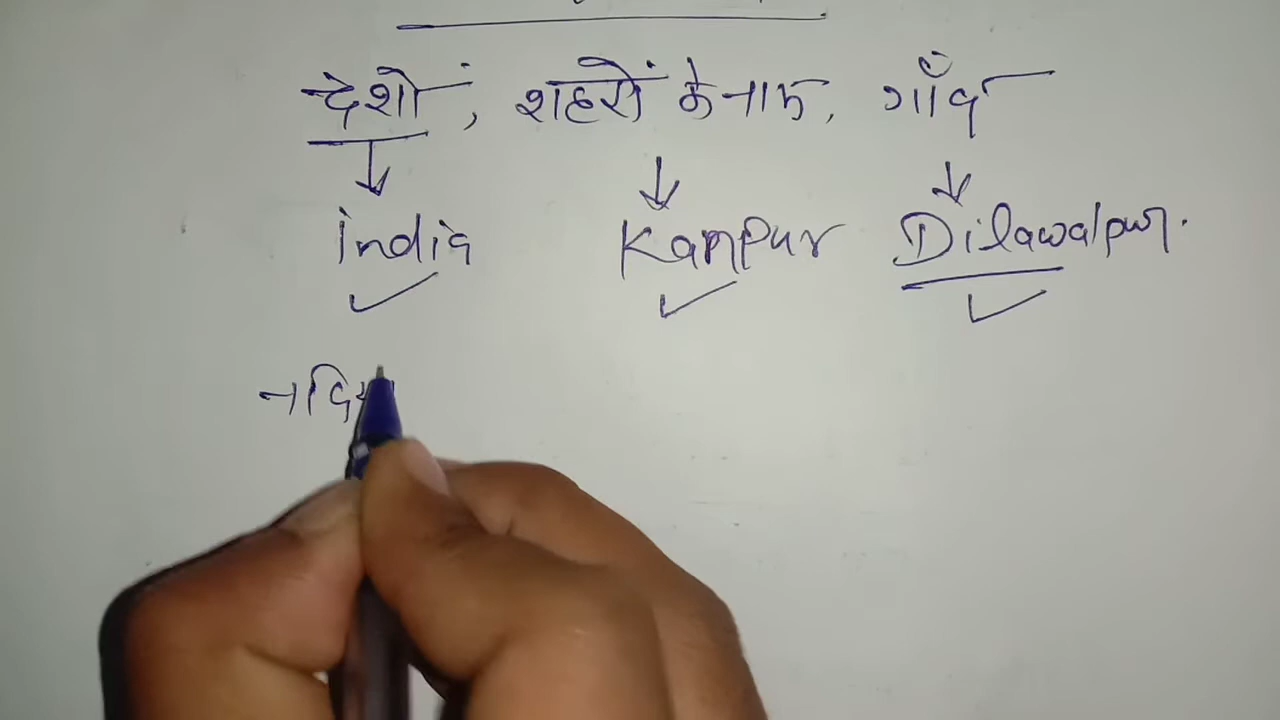 देशों, शहरों के नाम, गाँव
india Kanpur Dilawalpur.